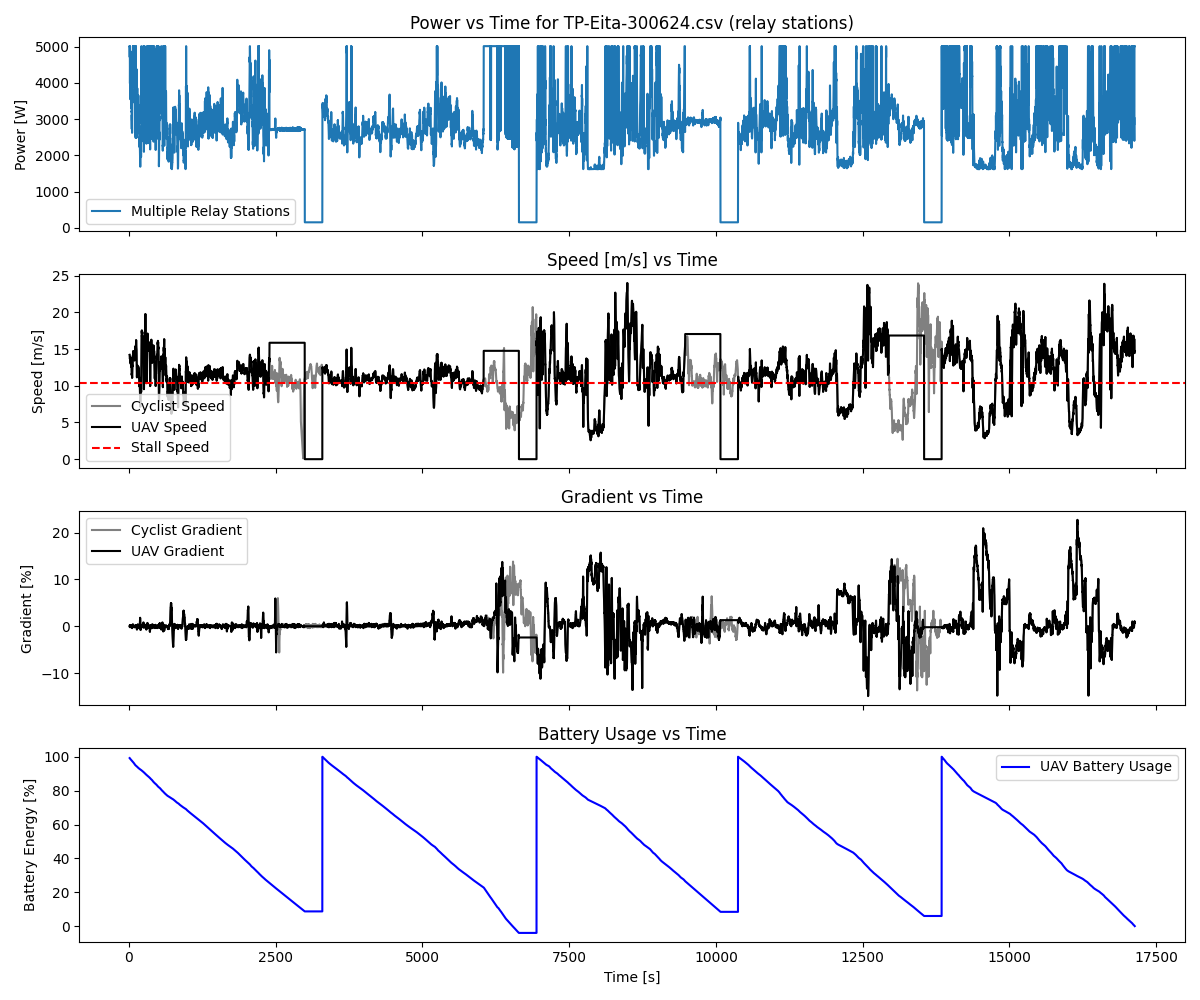 Power vs Time for TP-Eita-300624.csv (relay stations)
5000
4000
3000
2000
1000
0
Power [W]
Multiple Relay Stations
Speed [m/s] vs Time
25
20
15
10
5
0
Speed [m/s]
Cyclist Speed
UAV Speed
Stall Speed
Gradient vs Time
20
10
0
−10
Gradient [%]
Cyclist Gradient
UAV Gradient
Battery Usage vs Time
100
80
60
40
20
0
Battery Energy [%]
UAV Battery Usage
0 2500 5000 7500 10000 12500 15000 17500
Time [s]